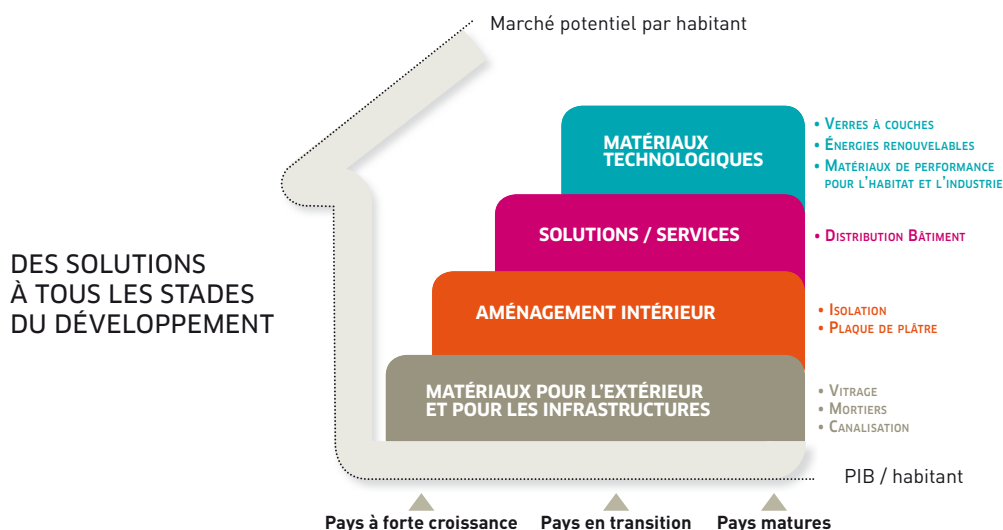 Marché potentiel par habitant
MATÉRIAUX
TECHNOLOGIQUES
• VERRES À COUCHES
• ÉNERGIES RENOUVELABLES
• MATÉRIAUX DE PERFORMANCE
POUR L'HABITAT ET L'INDUSTRIE
SOLUTIONS / SERVICES
• DISTRIBUTION BÂTIMENT
DES SOLUTIONS
À TOUS LES STADES
DU DÉVELOPPEMENT
AMÉNAGEMENT INTÉRIEUR
• ISOLATION
• PLAQUE DE PLÂTRE
MATÉRIAUX POUR L'EXTÉRIEUR
ET POUR LES INFRASTRUCTURES
• VITRAGE
• MORTIERS
• CANALISATION
PIB / habitant
Pays à forte croissance
Pays en transition
Pays matures